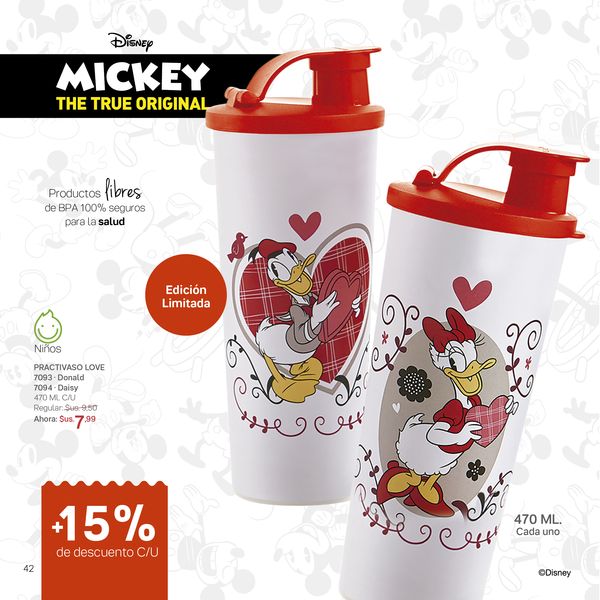 Disney
MICKEY
THE TRUE ORIGINAL
Productos libres
de BPA 100% seguros
para la salud
Edición
Limitada
Niños
PRACTIVASO LOVE
7093 · Donald
7094 · Daisy
470 Ml. C/U
Regular: $us. 9,50
Ahora: $us.7,99
+15%
de descuento C/U
470 ML.
Cada uno
42
©Disney